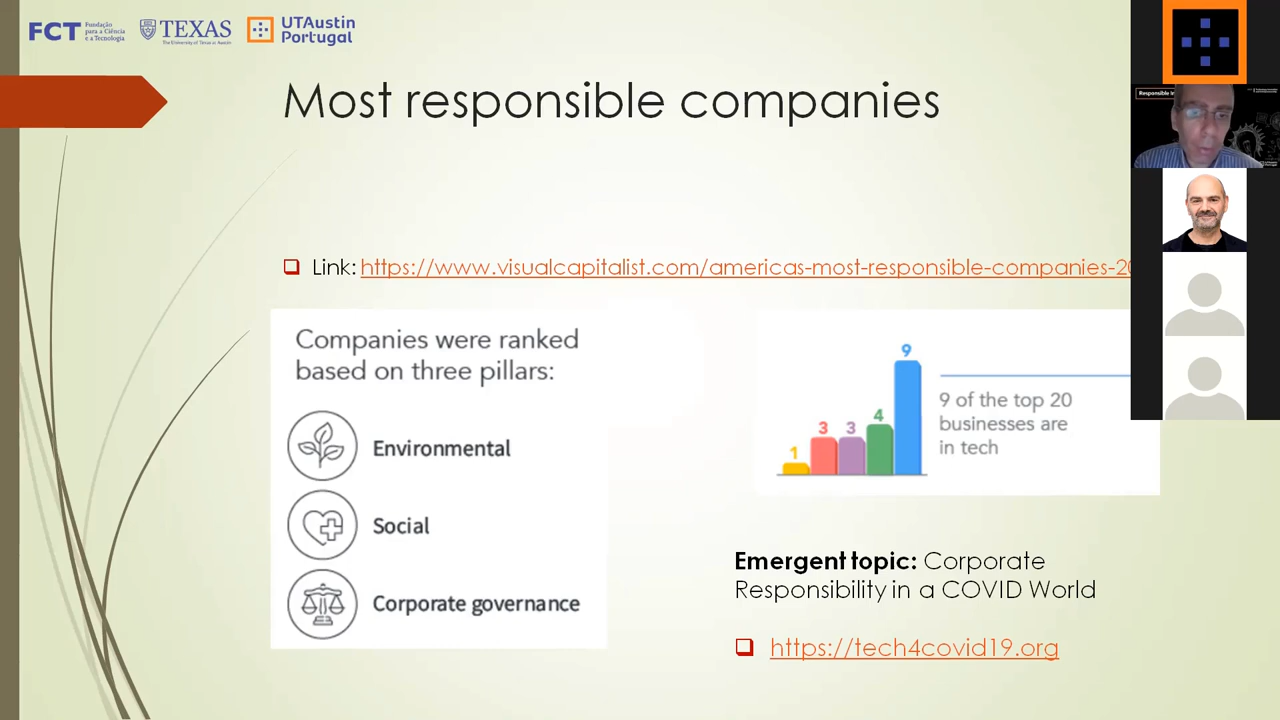 FCT Fundação
para a Ciência
e a Tecnologia
TEXAS
The University of Texas at Austin
UTAustin
Portugal
Most responsible companies
Link: https://www.visualcapitalist.com/americas-most-responsible-companies-20
Companies were ranked
based on three pillars:
Environmental
Social
Corporate governance
1
3
3
4
9
9 of the top 20
businesses are
in tech
Emergent topic: Corporate
Responsibility in a COVID World
https://tech4covid19.org
Responsible